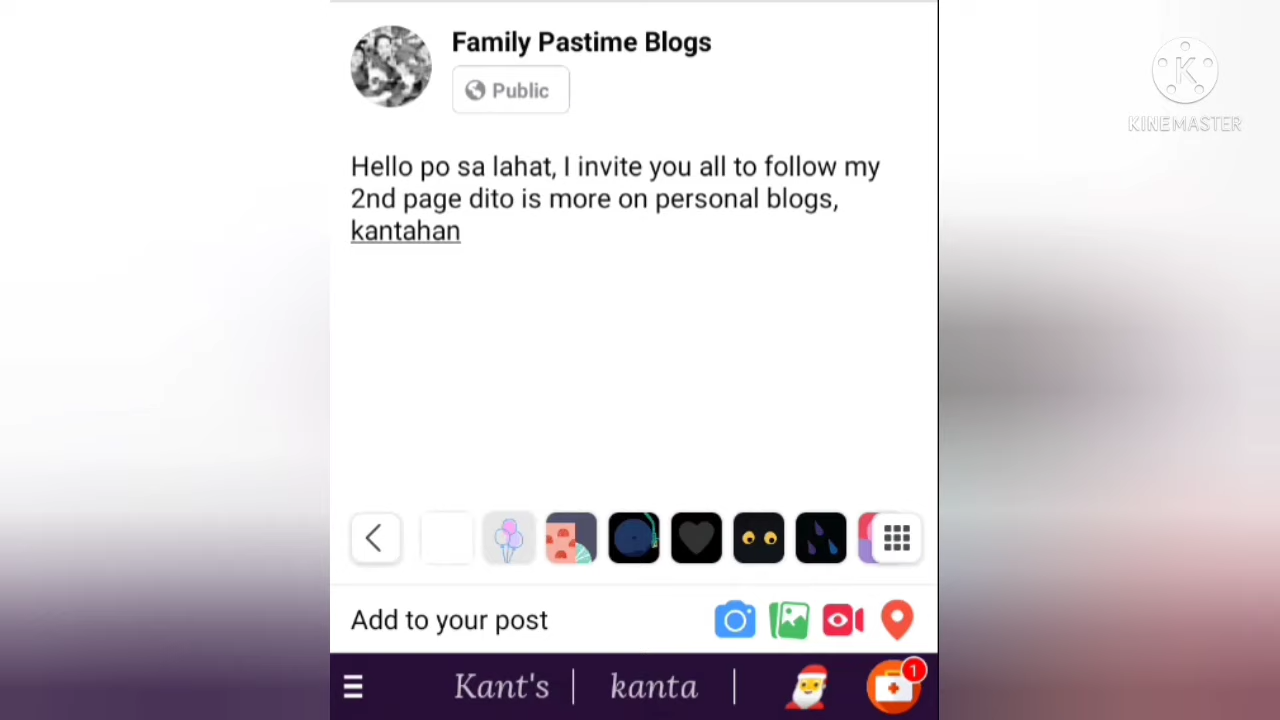 Family Pastime Blogs
Public
KINEMASTER
Hello po sa lahat, I invite you all to follow my
2nd page dito is more on personal blogs,
kantahan
Add to your post
Kant's | kanta |
1